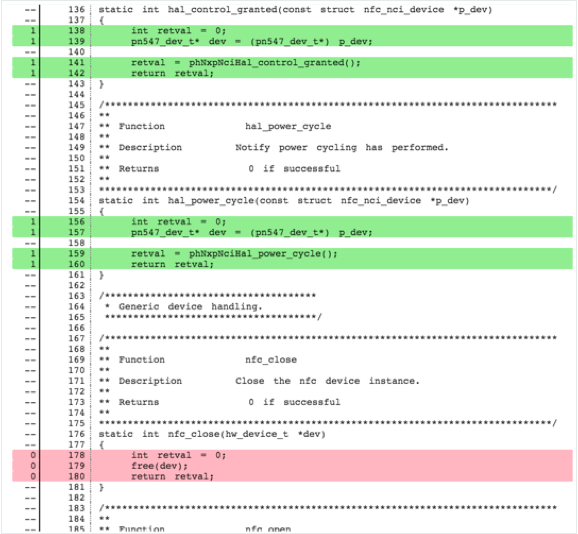 -- 136 static int hal_control_granted(const struct nfc_nci_device *p_dev)
-- 137 {
1 138 int retval = 0;
1 139 pn547_dev_t* dev = (pn547_dev_t*) p_dev;
-- 140
1 141 retval = phNxpNciHal_control_granted();
1 142 return retval;
-- 143 }
-- 144
-- 145 /*******************************************************************************
-- 146 **
-- 147 ** Function hal_power_cycle
-- 148 **
-- 149 ** Description Notify power cycling has performed.
-- 150 **
-- 151 ** Returns 0 if successful
-- 152 **
-- 153 *******************************************************************************/
-- 154 static int hal_power_cycle(const struct nfc_nci_device *p_dev)
-- 155 {
1 156 int retval = 0;
1 157 pn547_dev_t* dev = (pn547_dev_t*) p_dev;
-- 158
1 159 retval = phNxpNciHal_power_cycle();
1 160 return retval;
-- 161 }
-- 162
-- 163 /*************************************
-- 164 * Generic device handling.
-- 165 *************************************/
-- 166
-- 167 /*******************************************************************************
-- 168 **
-- 169 ** Function nfc_close
-- 170 **
-- 171 ** Description Close the nfc device instance.
-- 172 **
-- 173 ** Returns 0 if successful
-- 174 **
-- 175 *******************************************************************************/
-- 176 static int nfc_close(hw_device_t *dev)
-- 177 {
0 178 int retval = 0;
0 179 free(dev);
0 180 return retval;
-- 181 }
-- 182
-- 183 /*******************************************************************************
-- 184 **
-- 185 ** Function nfc_open